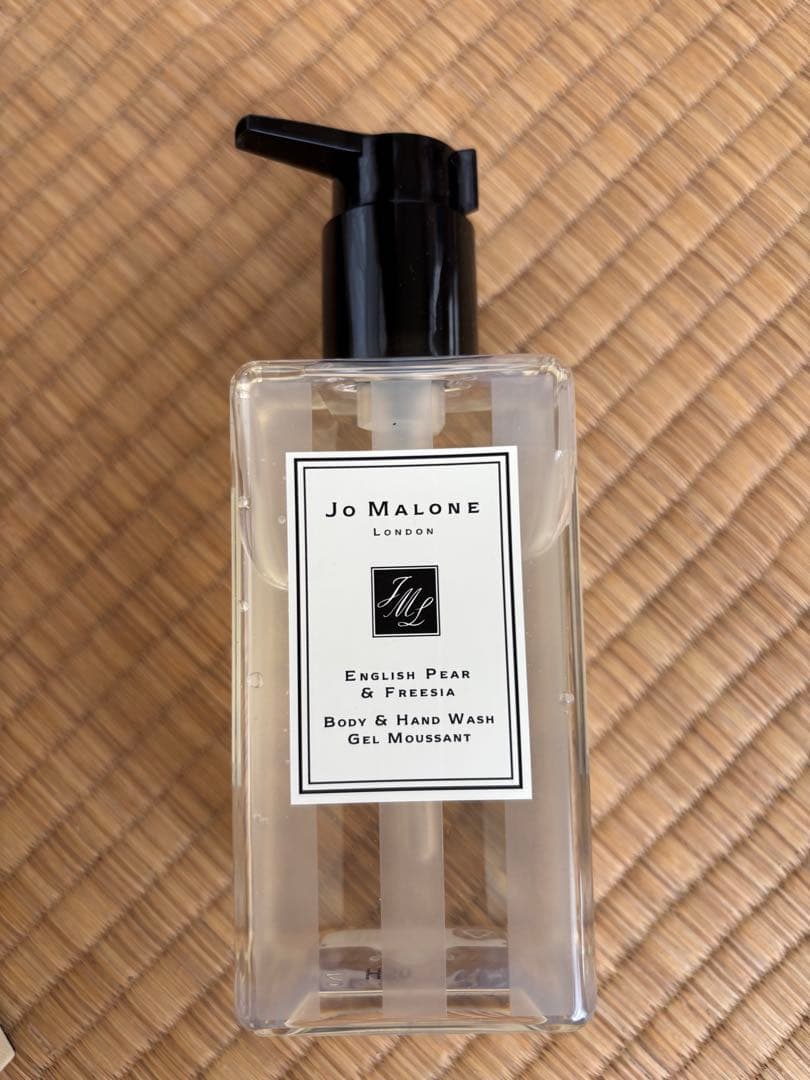 Jo Malone
London
JML
English Pear
& Freesia
Body & Hand Wash
Gel Moussant